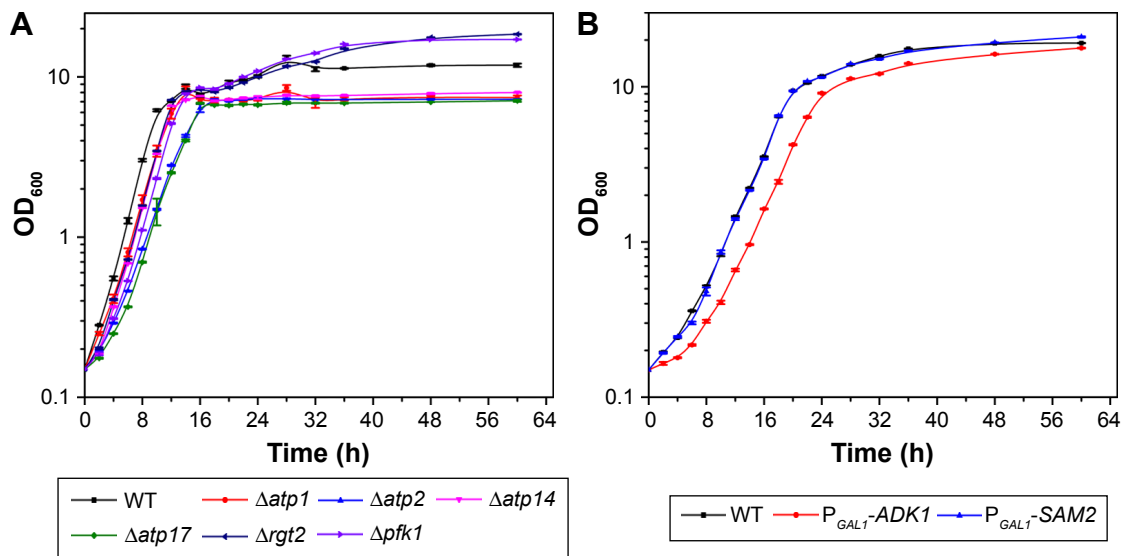 A
OD600
10
1
0.1
0 8 16 24 32 40 48 56 64
Time (h)
WT Δatp1 Δatp2 Δatp14
Δatp17 Δrgt2 Δpfk1
B
OD600
10
1
0.1
0 8 16 24 32 40 48 56 64
Time (h)
WT PGAL1-ADK1 PGAL1-SAM2